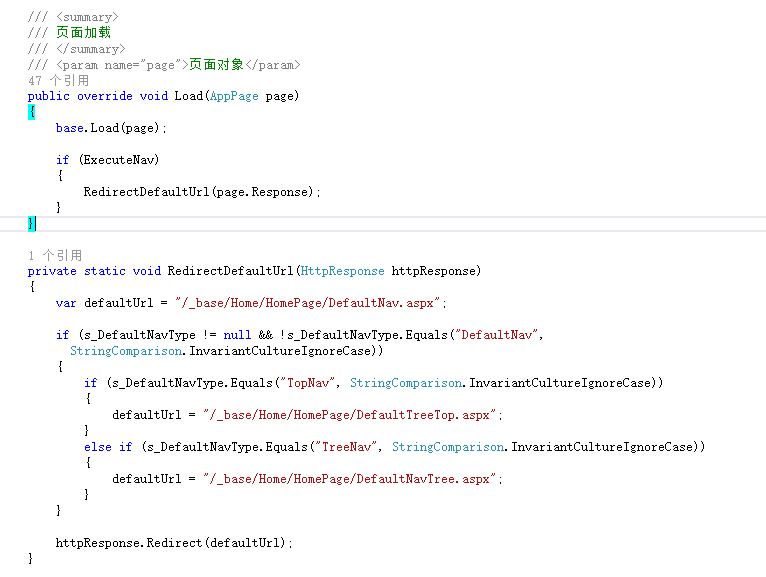 /// <summary>
/// 页面加载
/// </summary>
/// <param name="page">页面对象</param>
47 个引用
public override void Load(AppPage page)
{
    base.Load(page);

    if (ExecuteNav)
    {
        RedirectDefaultUrl(page.Response);
    }
}

1 个引用
private static void RedirectDefaultUrl(HttpResponse httpResponse)
{
    var defaultUrl = "/_base/Home/HomePage/DefaultNav.aspx";

    if (s_DefaultNavType != null && !s_DefaultNavType.Equals("DefaultNav",
      StringComparison.InvariantCultureIgnoreCase))
    {
        if (s_DefaultNavType.Equals("TopNav", StringComparison.InvariantCultureIgnoreCase))
        {
            defaultUrl = "/_base/Home/HomePage/DefaultTreeTop.aspx";
        }
        else if (s_DefaultNavType.Equals("TreeNav", StringComparison.InvariantCultureIgnoreCase))
        {
            defaultUrl = "/_base/Home/HomePage/DefaultNavTree.aspx";
        }
    }

    httpResponse.Redirect(defaultUrl);
}